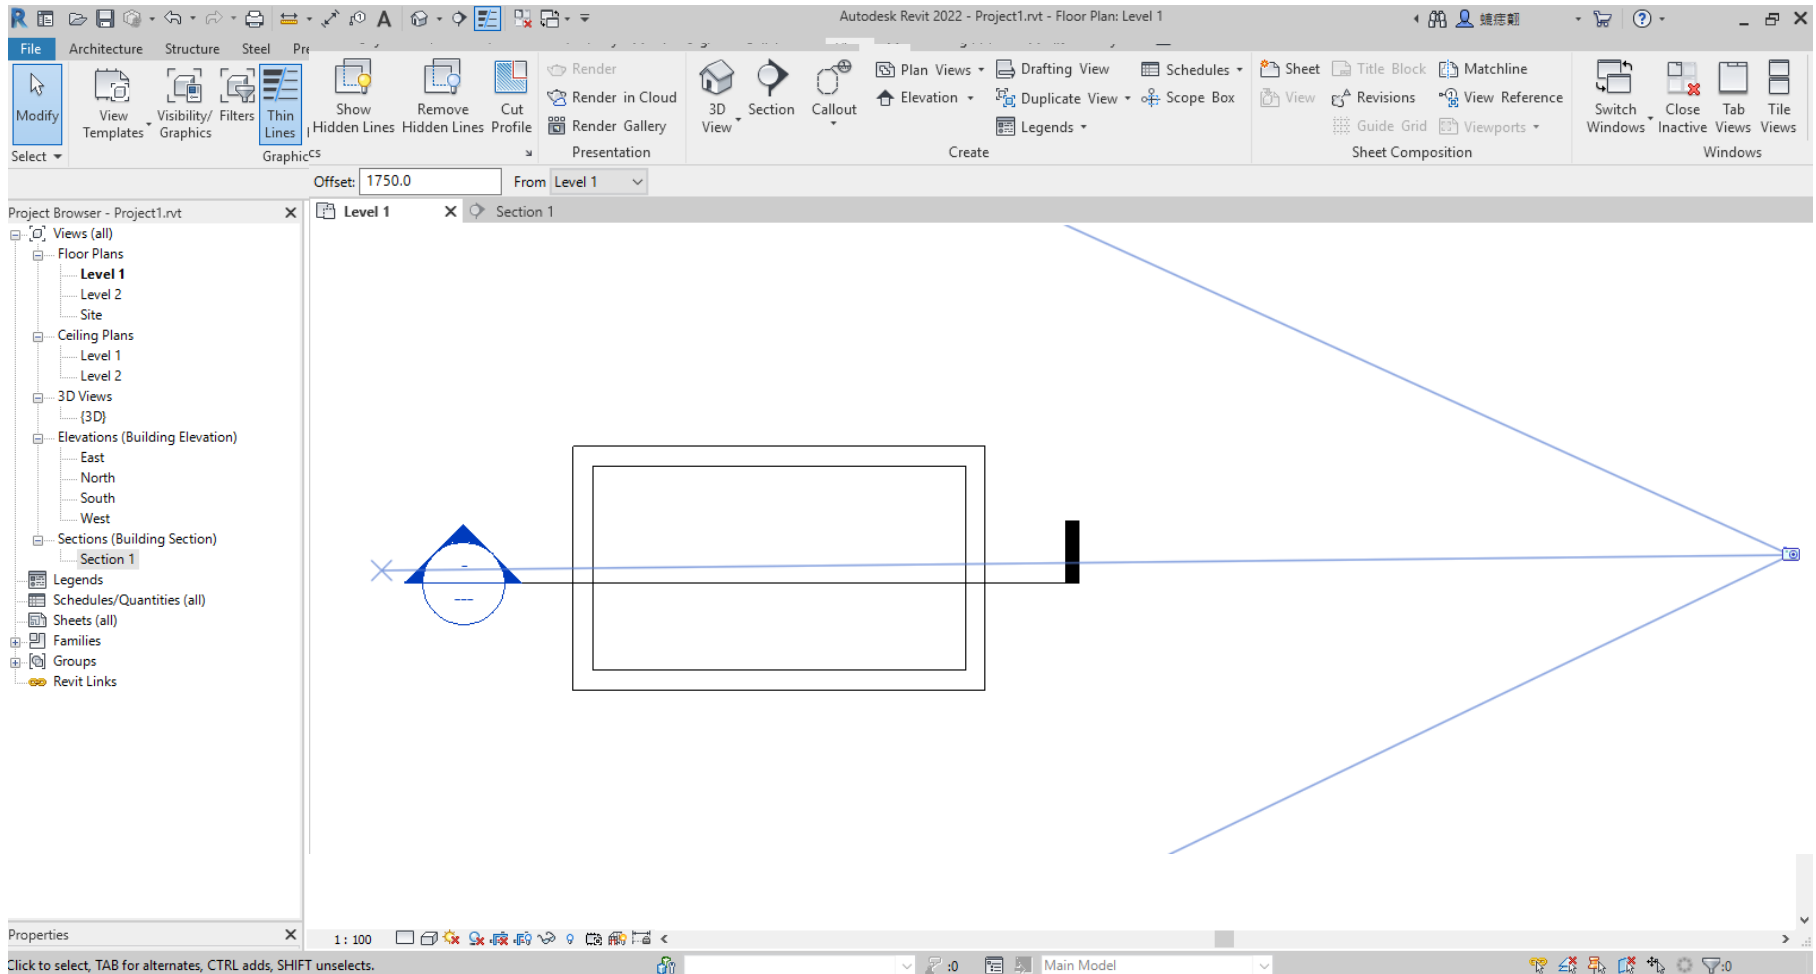 Autodesk Revit 2022 - Project1.rvt - Floor Plan: Level 1
File Architecture Structure Steel
Modify
View Templates
Visibility/ Graphics
Filters
Thin Lines
Show Hidden Lines
Remove Hidden Lines
Cut Profile
Render
Render in Cloud
Render Gallery
3D View
Section
Callout
Plan Views
Elevation
Drafting View
Duplicate View
Legends
Schedules
Scope Box
Sheet
View
Title Block
Revisions
Guide Grid
Matchline
View Reference
Viewports
Switch Windows
Close Inactive
Tab Views
Tile Views
Select
Graphics
Presentation
Create
Sheet Composition
Windows
Offset: 1750.0 From Level 1
Project Browser - Project1.rvt
Level 1
Section 1
Views (all)
Floor Plans
Level 1
Level 2
Site
Ceiling Plans
Level 1
Level 2
3D Views
{3D}
Elevations (Building Elevation)
East
North
South
West
Sections (Building Section)
Section 1
Legends
Schedules/Quantities (all)
Sheets (all)
Families
Groups
Revit Links
Properties
1 : 100
Click to select, TAB for alternates, CTRL adds, SHIFT unselects.
:0
Main Model
:0